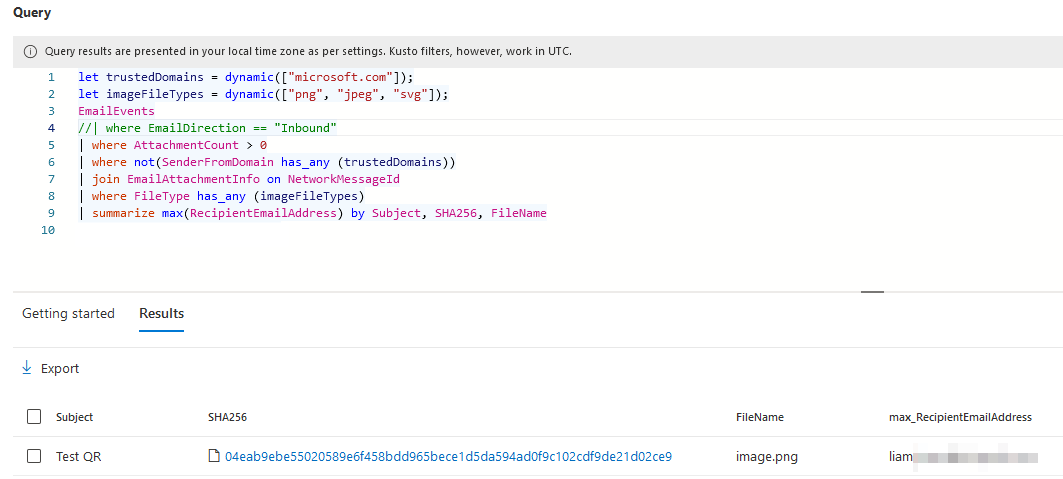 Query
Query results are presented in your local time zone as per settings. Kusto filters, however, work in UTC.
1 let trustedDomains = dynamic(["microsoft.com"]);
2 let imageFileTypes = dynamic(["png", "jpeg", "svg"]);
3 EmailEvents
4 //| where EmailDirection == "Inbound"
5 | where AttachmentCount > 0
6 | where not(SenderFromDomain has_any (trustedDomains))
7 | join EmailAttachmentInfo on NetworkMessageId
8 | where FileType has_any (imageFileTypes)
9 | summarize max(RecipientEmailAddress) by Subject, SHA256, FileName
10
Getting started Results
Export
Subject SHA256 FileName max_RecipientEmailAddress
Test QR 04eab9ebe55020589e6f458bdd965bece1d5da594ad0f9c102cdf9de21d02ce9 image.png liam